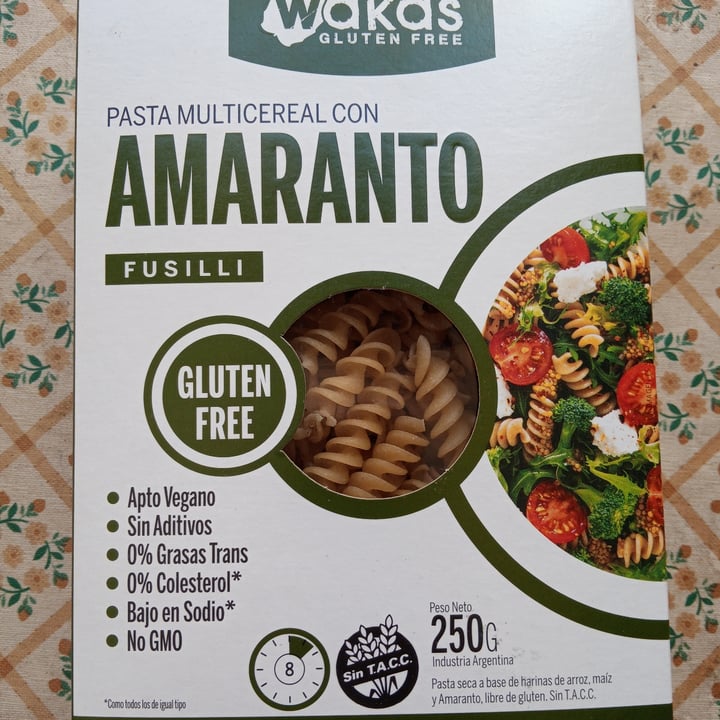 wakas
GLUTEN FREE
PASTA MULTICEREAL CON
AMARANTO
FUSILLI
GLUTEN
FREE
• Apto Vegano
• Sin Aditivos
• 0% Grasas Trans
• 0% Colesterol*
• Bajo en Sodio*
• No GMO
*Como todos los de igual tipo
8
Sin T.A.C.C.
Peso Neto
250G
Industria Argentina
Pasta seca a base de harinas de arroz, maíz
y Amaranto, libre de gluten. Sin T.A.C.C.